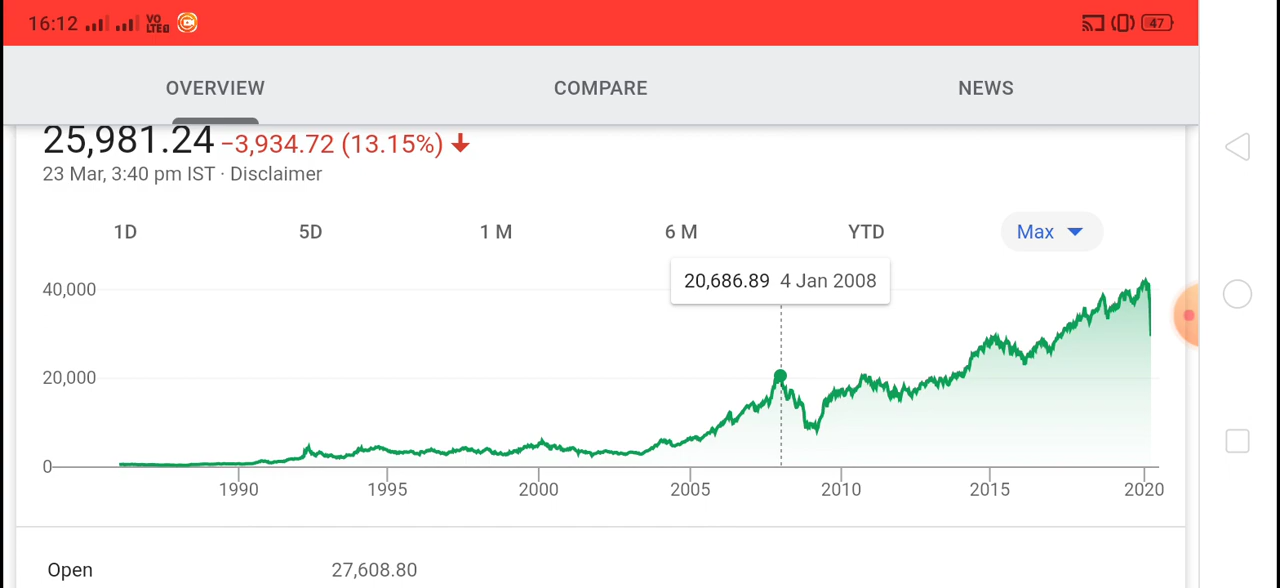 16:12 VO LTE 47
OVERVIEW COMPARE NEWS
25,981.24 −3,934.72 (13.15%)
23 Mar, 3:40 pm IST · Disclaimer
1D 5D 1 M 6 M YTD Max
20,686.89 4 Jan 2008
40,000
20,000
0
1990 1995 2000 2005 2010 2015 2020
Open 27,608.80